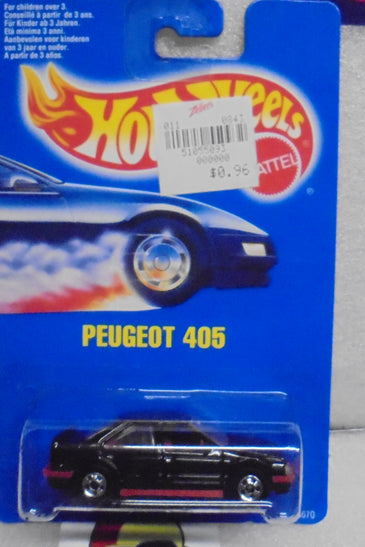 For children over 3.
Conseillé à partir de 3 ans.
Für Kinder ab 3 Jahren.
Età minima 3 anni.
Aanbevolen voor kinderen
van 3 jaar en ouder.
A partir de 3 años.
Hot Wheels
Zellers
011 0843
51055093
000000
$0.96
MATTEL
®
PEUGEOT 405